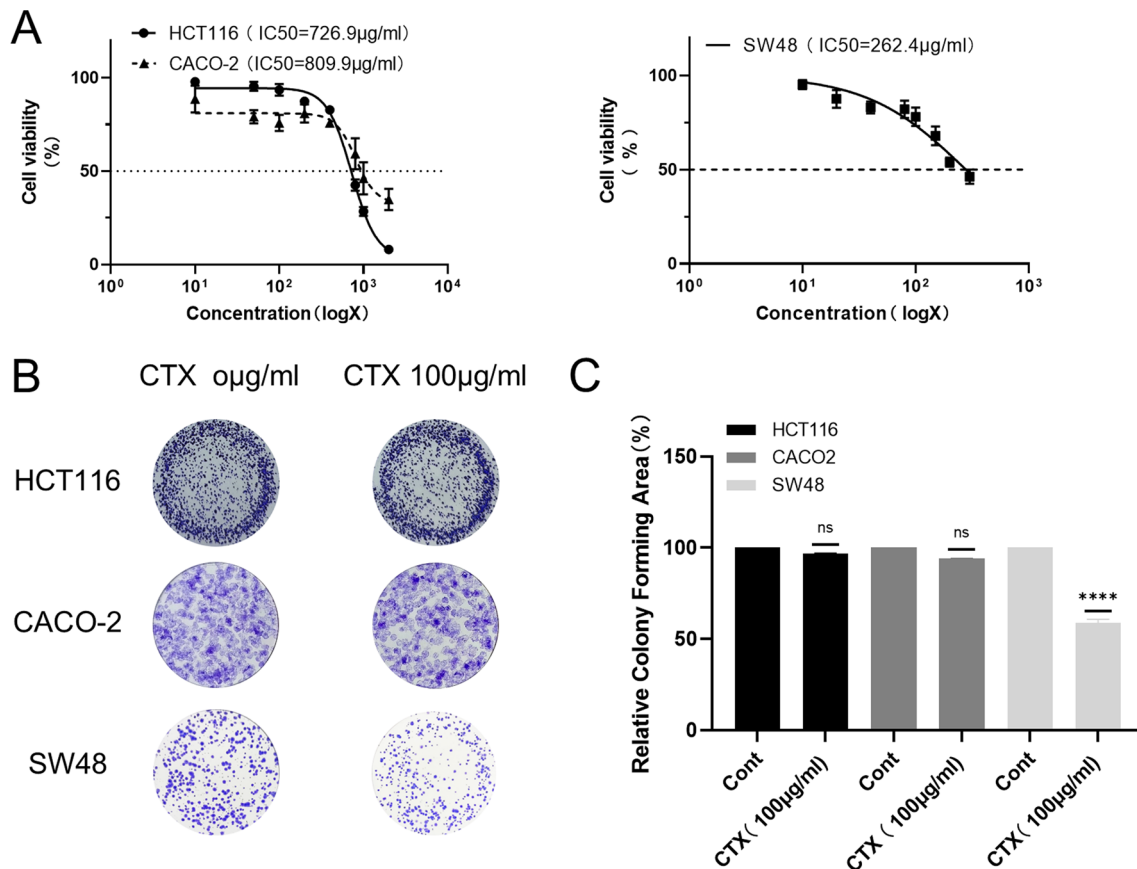 A
HCT116 ( IC50=726.9μg/ml)
CACO-2 (IC50=809.9μg/ml)
Cell viability
(%)
100
50
0
10⁰
10¹
10²
10³
10⁴
Concentration(logX)
SW48 ( IC50=262.4μg/ml)
Cell viability
( % )
100
50
0
10⁰
10¹
10²
10³
Concentration( logX)
B
CTX oμg/ml
CTX 100μg/ml
HCT116
CACO-2
SW48
C
HCT116
CACO2
SW48
Relative Colony Forming Area(%)
150
100
50
0
ns
ns
****
Cont
CTX( 100μg/ml)
Cont
CTX( 100μg/ml)
Cont
CTX( 100μg/ml)